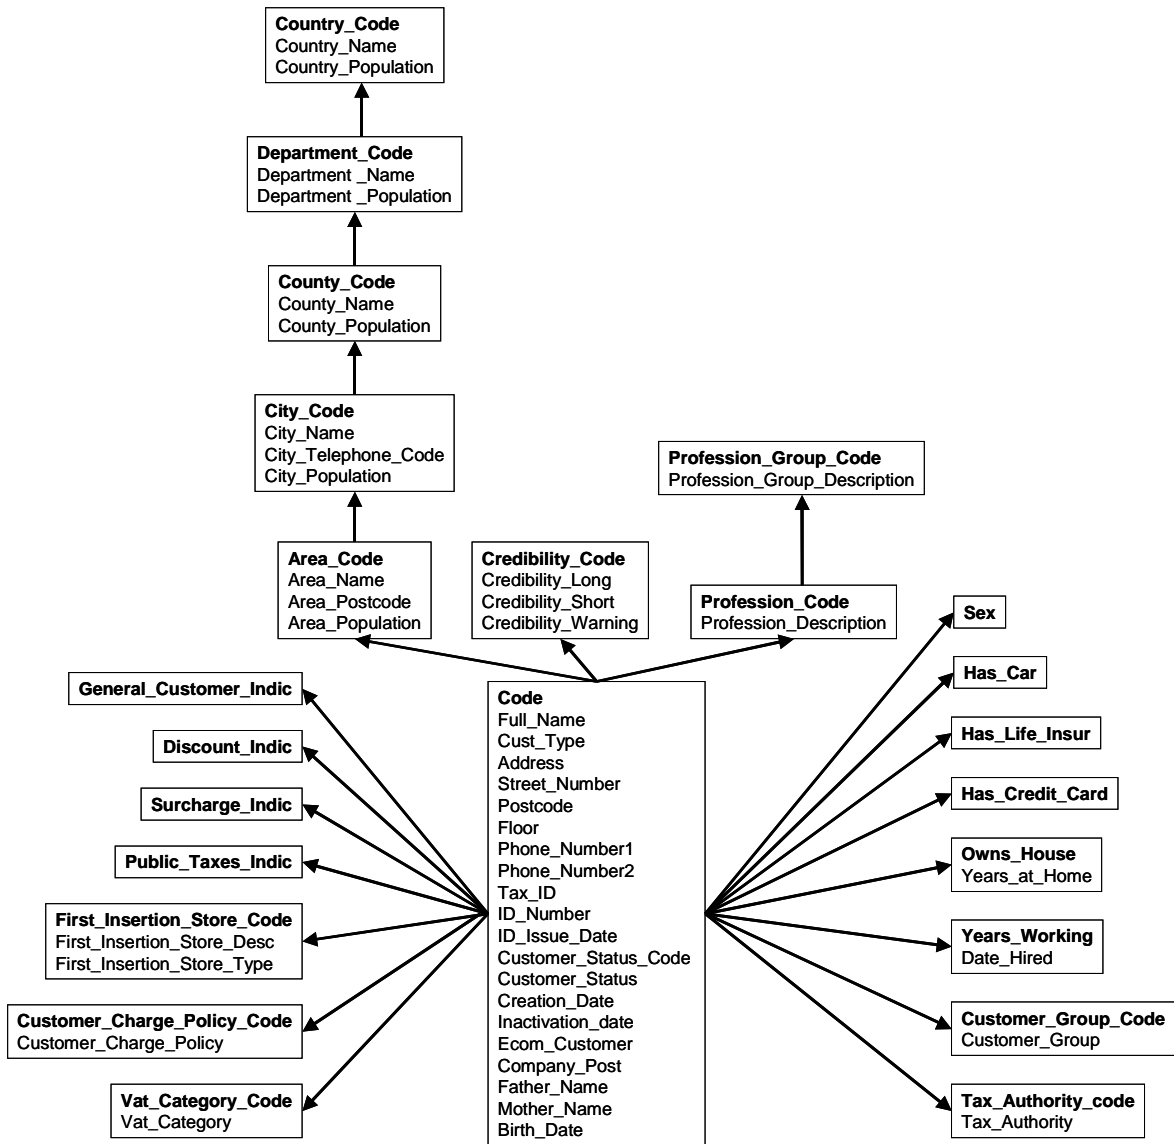 Country_Code
Country_Name
Country_Population
Department_Code
Department _Name
Department _Population
County_Code
County_Name
County_Population
City_Code
City_Name
City_Telephone_Code
City_Population
Profession_Group_Code
Profession_Group_Description
Area_Code
Area_Name
Area_Postcode
Area_Population
Credibility_Code
Credibility_Long
Credibility_Short
Credibility_Warning
Profession_Code
Profession_Description
General_Customer_Indic
Discount_Indic
Surcharge_Indic
Public_Taxes_Indic
First_Insertion_Store_Code
First_Insertion_Store_Desc
First_Insertion_Store_Type
Customer_Charge_Policy_Code
Customer_Charge_Policy
Vat_Category_Code
Vat_Category
Code
Full_Name
Cust_Type
Address
Street_Number
Postcode
Floor
Phone_Number1
Phone_Number2
Tax_ID
ID_Number
ID_Issue_Date
Customer_Status_Code
Customer_Status
Creation_Date
Inactivation_date
Ecom_Customer
Company_Post
Father_Name
Mother_Name
Birth_Date
Sex
Has_Car
Has_Life_Insur
Has_Credit_Card
Owns_House
Years_at_Home
Years_Working
Date_Hired
Customer_Group_Code
Customer_Group
Tax_Authority_code
Tax_Authority